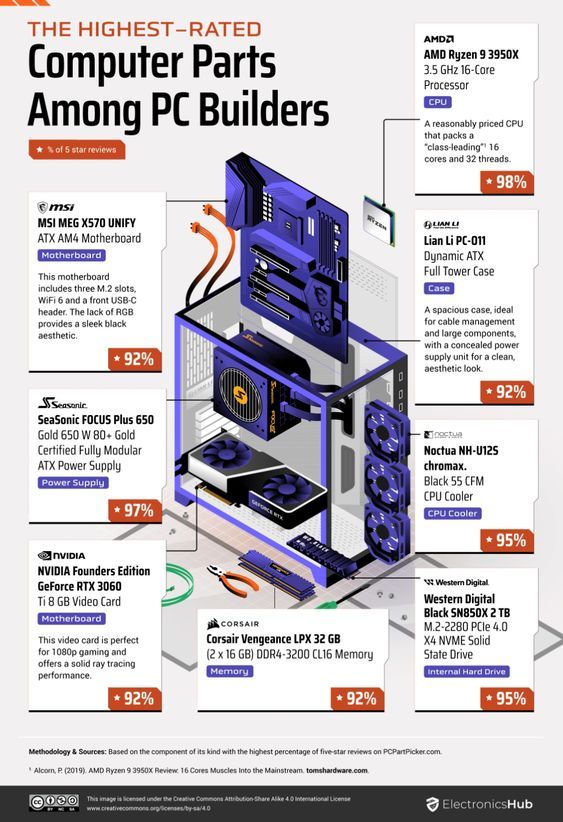 THE HIGHEST-RATED
Computer Parts
Among PC Builders
★ % of 5 star reviews
AMD
AMD Ryzen 9 3950X
3.5 GHz 16-Core
Processor
CPU
A reasonably priced CPU
that packs a
"class-leading"¹ 16
cores and 32 threads.
★ 98%
msi
MSI MEG X570 UNIFY
ATX AM4 Motherboard
Motherboard
This motherboard
includes three M.2 slots,
WiFi 6 and a front USB-C
header. The lack of RGB
provides a sleek black
aesthetic.
★ 92%
RYZEN
LIAN LI
Lian Li PC-011
Dynamic ATX
Full Tower Case
Case
A spacious case, ideal
for cable management
and large components,
with a concealed power
supply unit for a clean,
aesthetic look.
★ 92%
Seasonic
SeaSonic FOCUS Plus 650
Gold 650 W 80+ Gold
Certified Fully Modular
ATX Power Supply
Power Supply
★ 97%
noctua
Noctua NH-U12S
chromax.
Black 55 CFM
CPU Cooler
CPU Cooler
★ 95%
GEFORCE RTX
NVIDIA
NVIDIA Founders Edition
GeForce RTX 3060
Ti 8 GB Video Card
Motherboard
This video card is perfect
for 1080p gaming and
offers a solid ray tracing
performance.
★ 92%
WD_BLACK
CORSAIR
Corsair Vengeance LPX 32 GB
(2 x 16 GB) DDR4-3200 CL16 Memory
Memory
★ 92%
Western Digital.
Western Digital
Black SN850X 2 TB
M.2-2280 PCIe 4.0
X4 NVME Solid
State Drive
Internal Hard Drive
★ 95%
Methodology & Sources: Based on the component of its kind with the highest percentage of five-star reviews on PCPartPicker.com.
¹ Alcorn, P. (2019). AMD Ryzen 9 3950X Review: 16 Cores Muscles Into the Mainstream. tomshardware.com.
cc BY NC SA
This image is licensed under the Creative Commons Attribution-Share Alike 4.0 International License
www.creativecommons.org/licenses/by-sa/4.0
ElectronicsHub